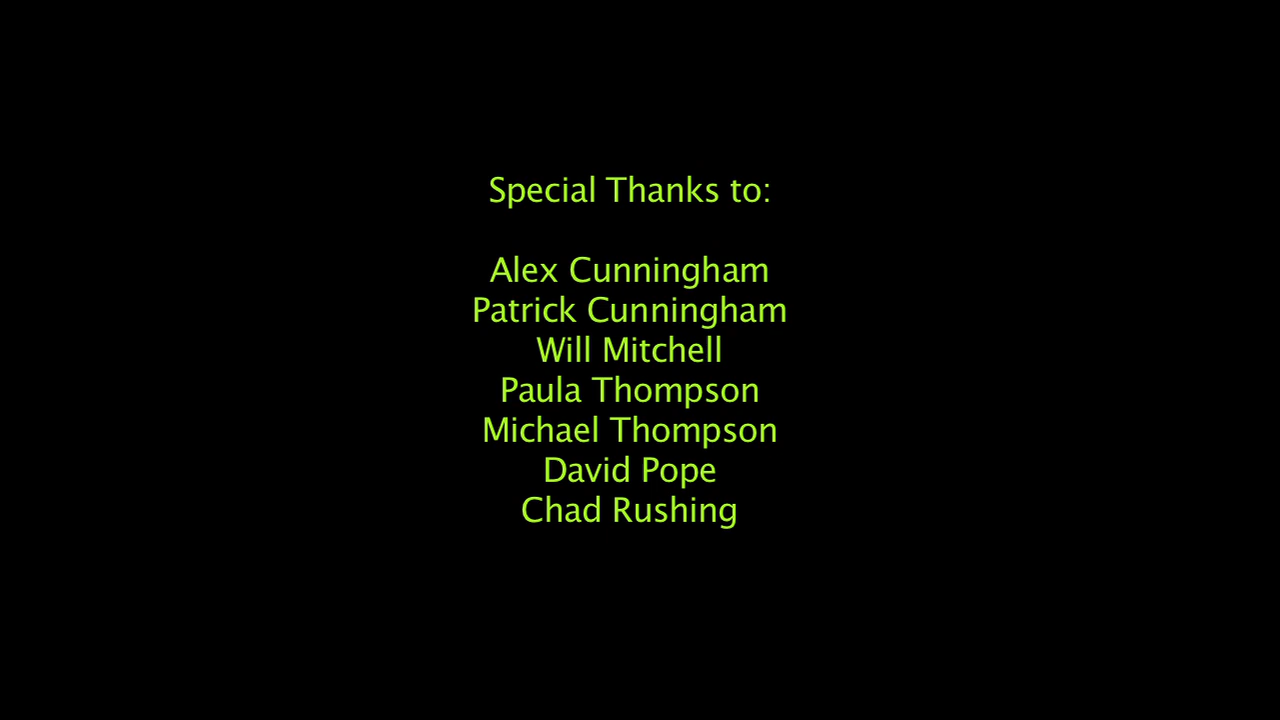 Special Thanks to:
Alex Cunningham
Patrick Cunningham
Will Mitchell
Paula Thompson
Michael Thompson
David Pope
Chad Rushing